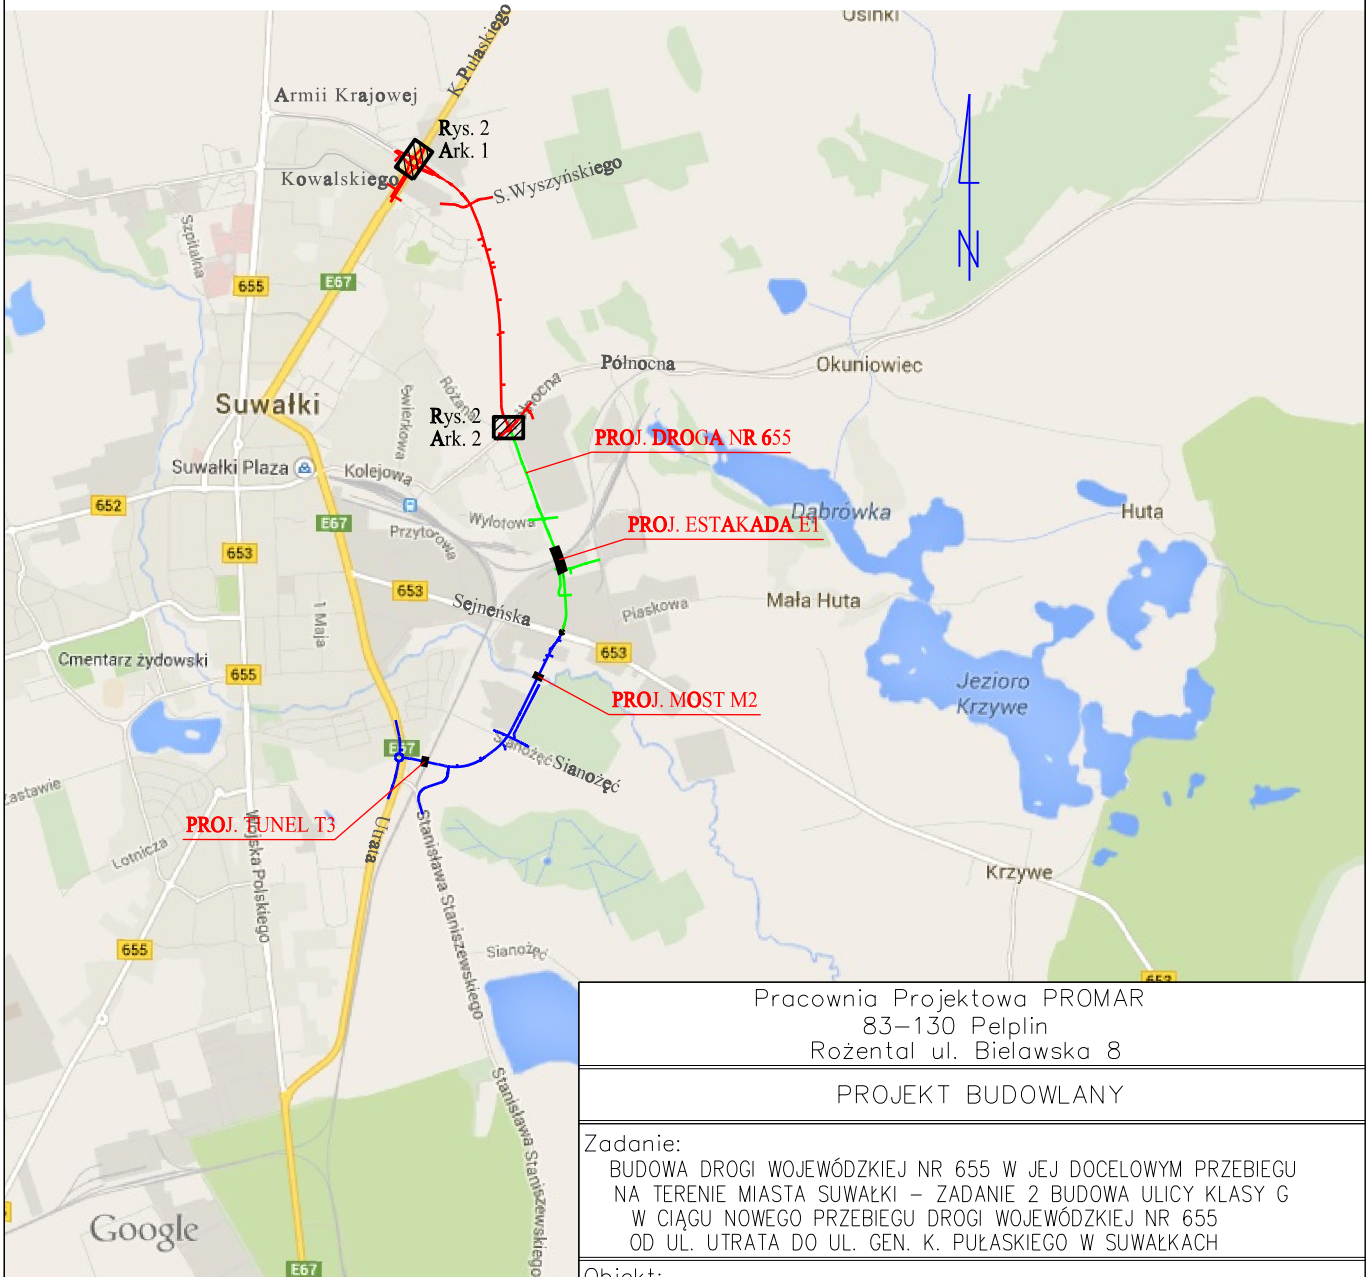 Osinki
K.Pułaskiego
Armii Krajowej
Rys. 2
Ark. 1
Kowalskiego
S.Wyszyńskiego
Szpitalna
655
E67
N
Północna
Okuniowiec
Suwałki
Różana
Świerkowa
Północna
Rys. 2
Ark. 2
PROJ. DROGA NR 655
Suwałki Plaza
Kolejowa
652
E67
Wylotowa
Przytorowa
PROJ. ESTAKADA E1
Dąbrówka
Huta
653
653
Sejneńska
Piaskowa
Mała Huta
1 Maja
653
Cmentarz żydowski
655
PROJ. MOST M2
Jezioro
Krzywe
E67
Sianożęć
Sianożęć
Zastawie
PROJ. TUNEL T3
Utrata
Lotnicza
Wojska Polskiego
Stanisława Staniszewskiego
Krzywe
655
Sianożęć
653
Stanisława Staniszewskiego
Google
E67
Pracownia Projektowa PROMAR
83-130 Pelplin
Rożental ul. Bielawska 8
PROJEKT BUDOWLANY
Zadanie:
BUDOWA DROGI WOJEWÓDZKIEJ NR 655 W JEJ DOCELOWYM PRZEBIEGU
NA TERENIE MIASTA SUWAŁKI – ZADANIE 2 BUDOWA ULICY KLASY G
W CIĄGU NOWEGO PRZEBIEGU DROGI WOJEWÓDZKIEJ NR 655
OD UL. UTRATA DO UL. GEN. K. PUŁASKIEGO W SUWAŁKACH
Obiekt: